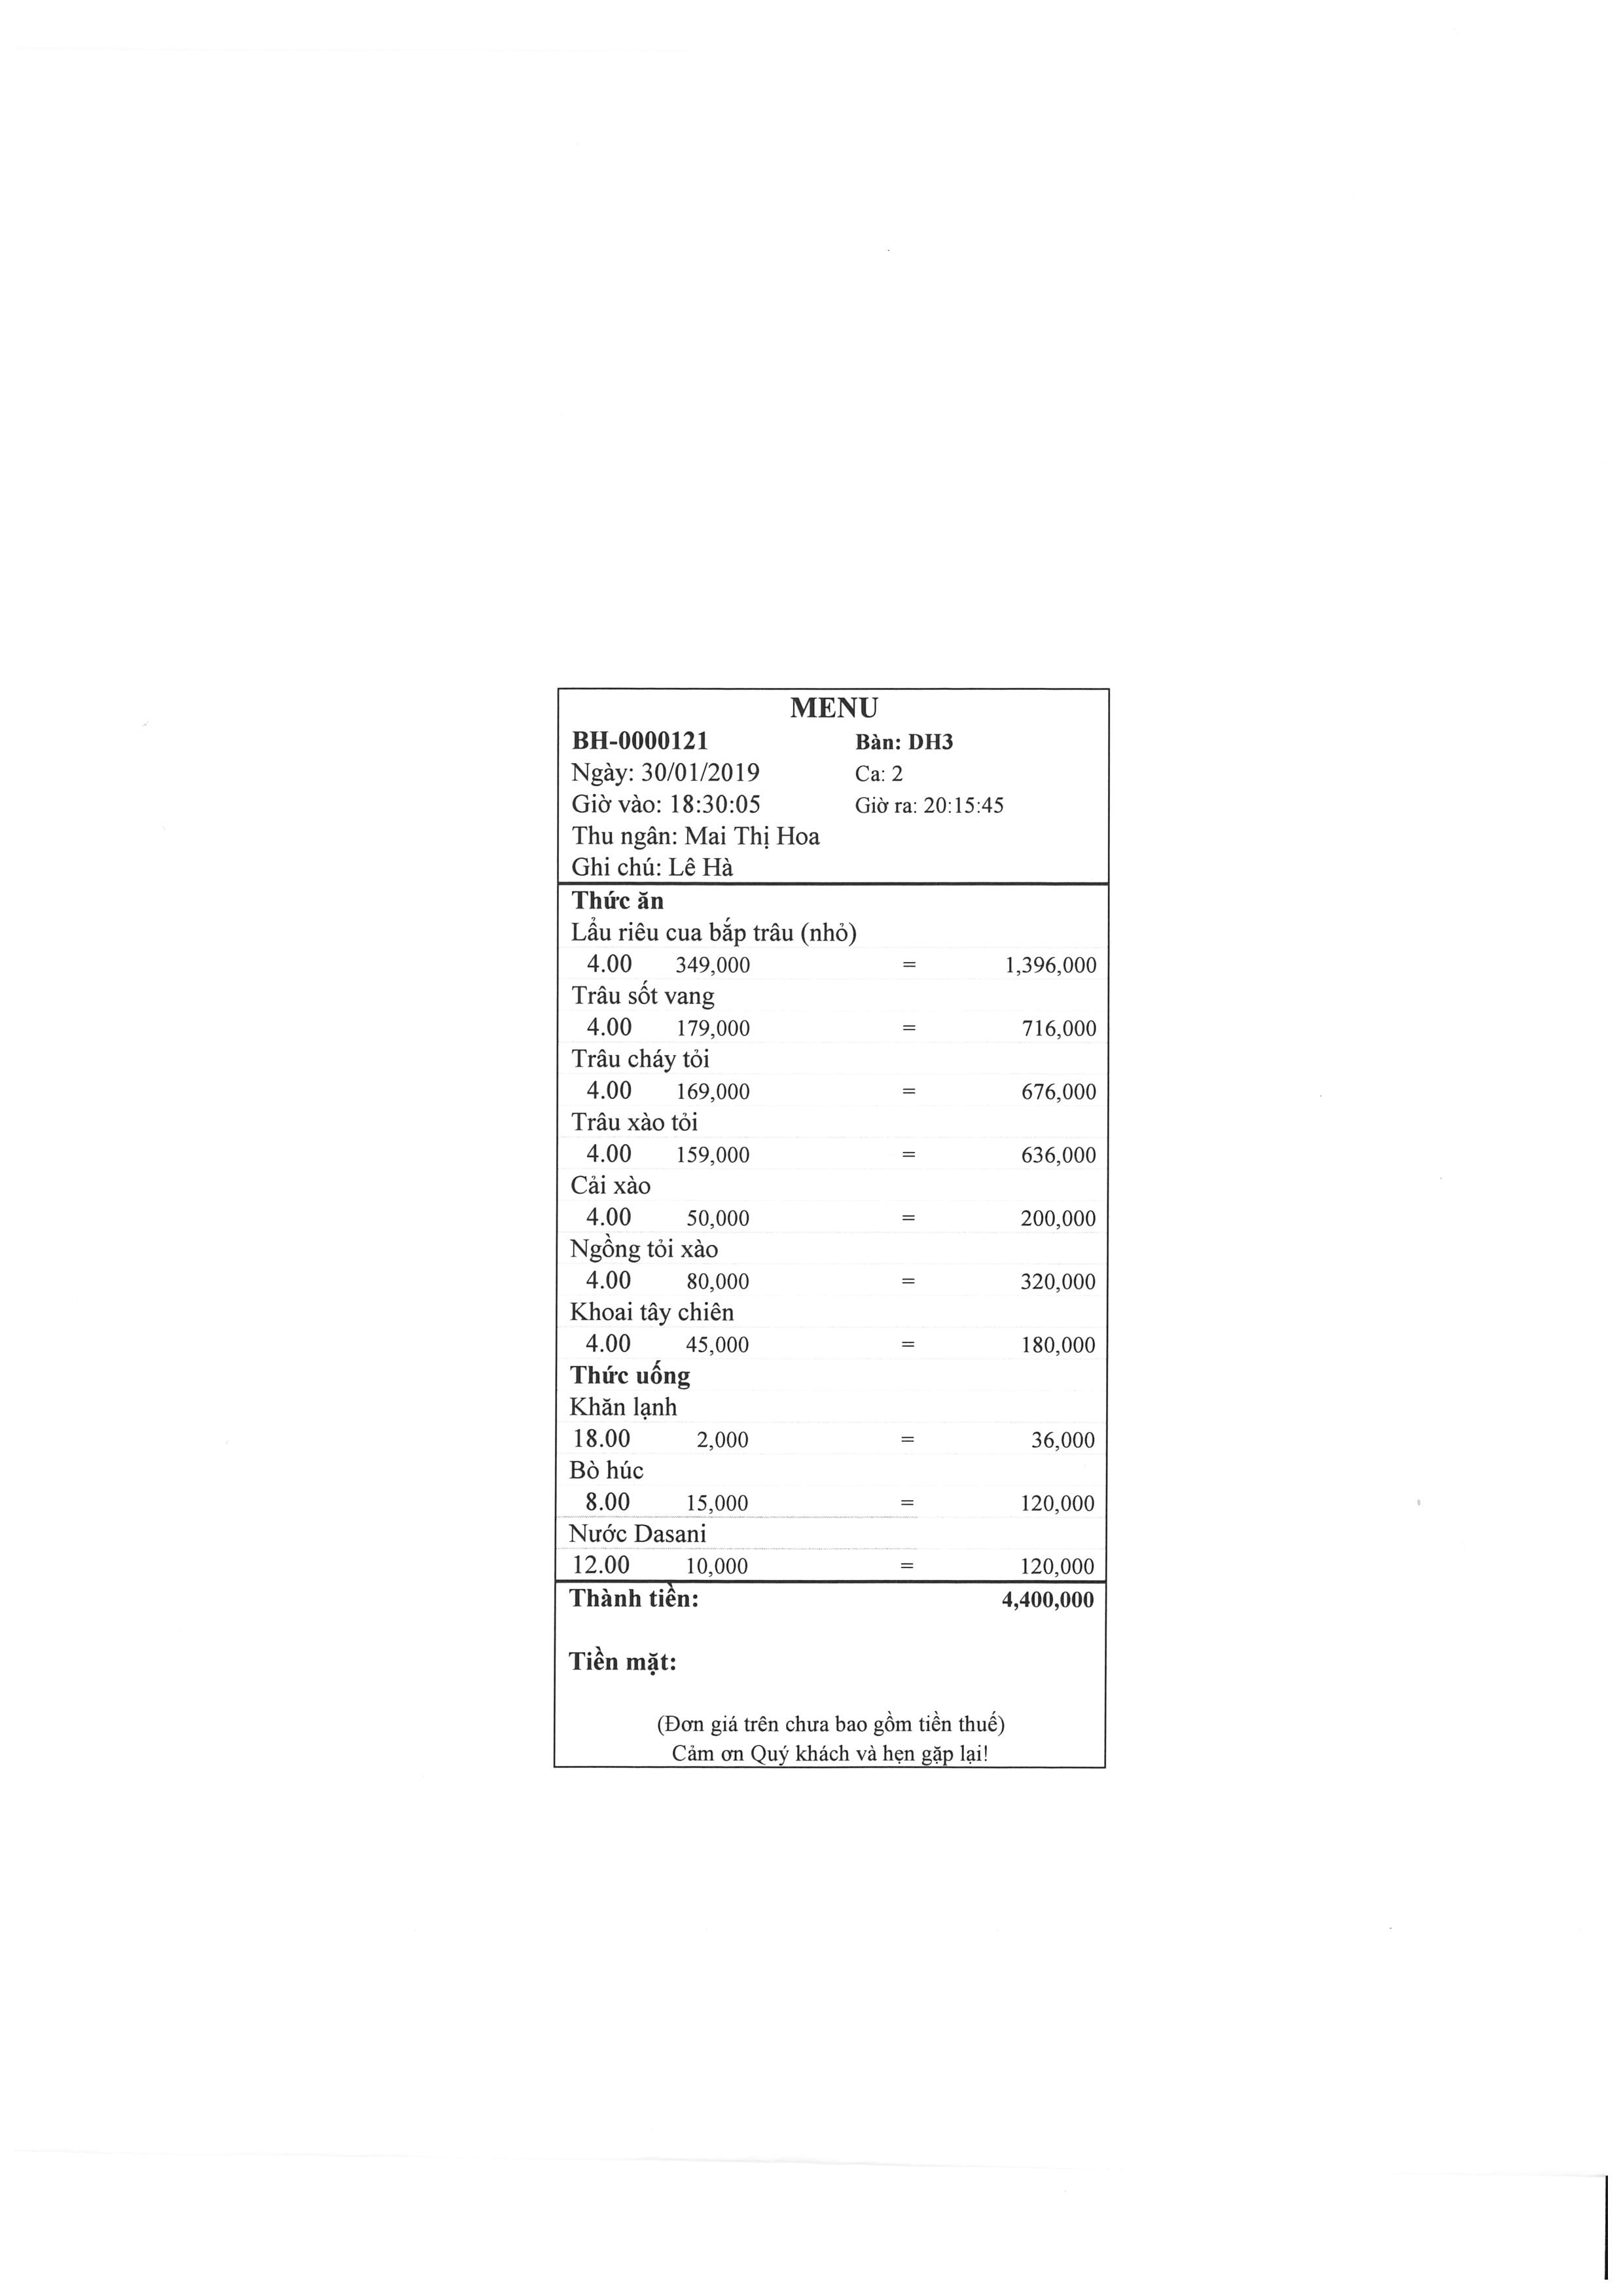 MENU
BH-0000121 Bàn: DH3
Ngày: 30/01/2019 Ca: 2
Giờ vào: 18:30:05 Giờ ra: 20:15:45
Thu ngân: Mai Thị Hoa
Ghi chú: Lê Hà
Thức ăn
Lẩu riêu cua bắp trâu (nhỏ)
4.00 349,000 = 1,396,000
Trâu sốt vang
4.00 179,000 = 716,000
Trâu cháy tỏi
4.00 169,000 = 676,000
Trâu xào tỏi
4.00 159,000 = 636,000
Cải xào
4.00 50,000 = 200,000
Ngồng tỏi xào
4.00 80,000 = 320,000
Khoai tây chiên
4.00 45,000 = 180,000
Thức uống
Khăn lạnh
18.00 2,000 = 36,000
Bò húc
8.00 15,000 = 120,000
Nước Dasani
12.00 10,000 = 120,000
Thành tiền: 4,400,000
Tiền mặt:
(Đơn giá trên chưa bao gồm tiền thuế)
Cảm ơn Quý khách và hẹn gặp lại!